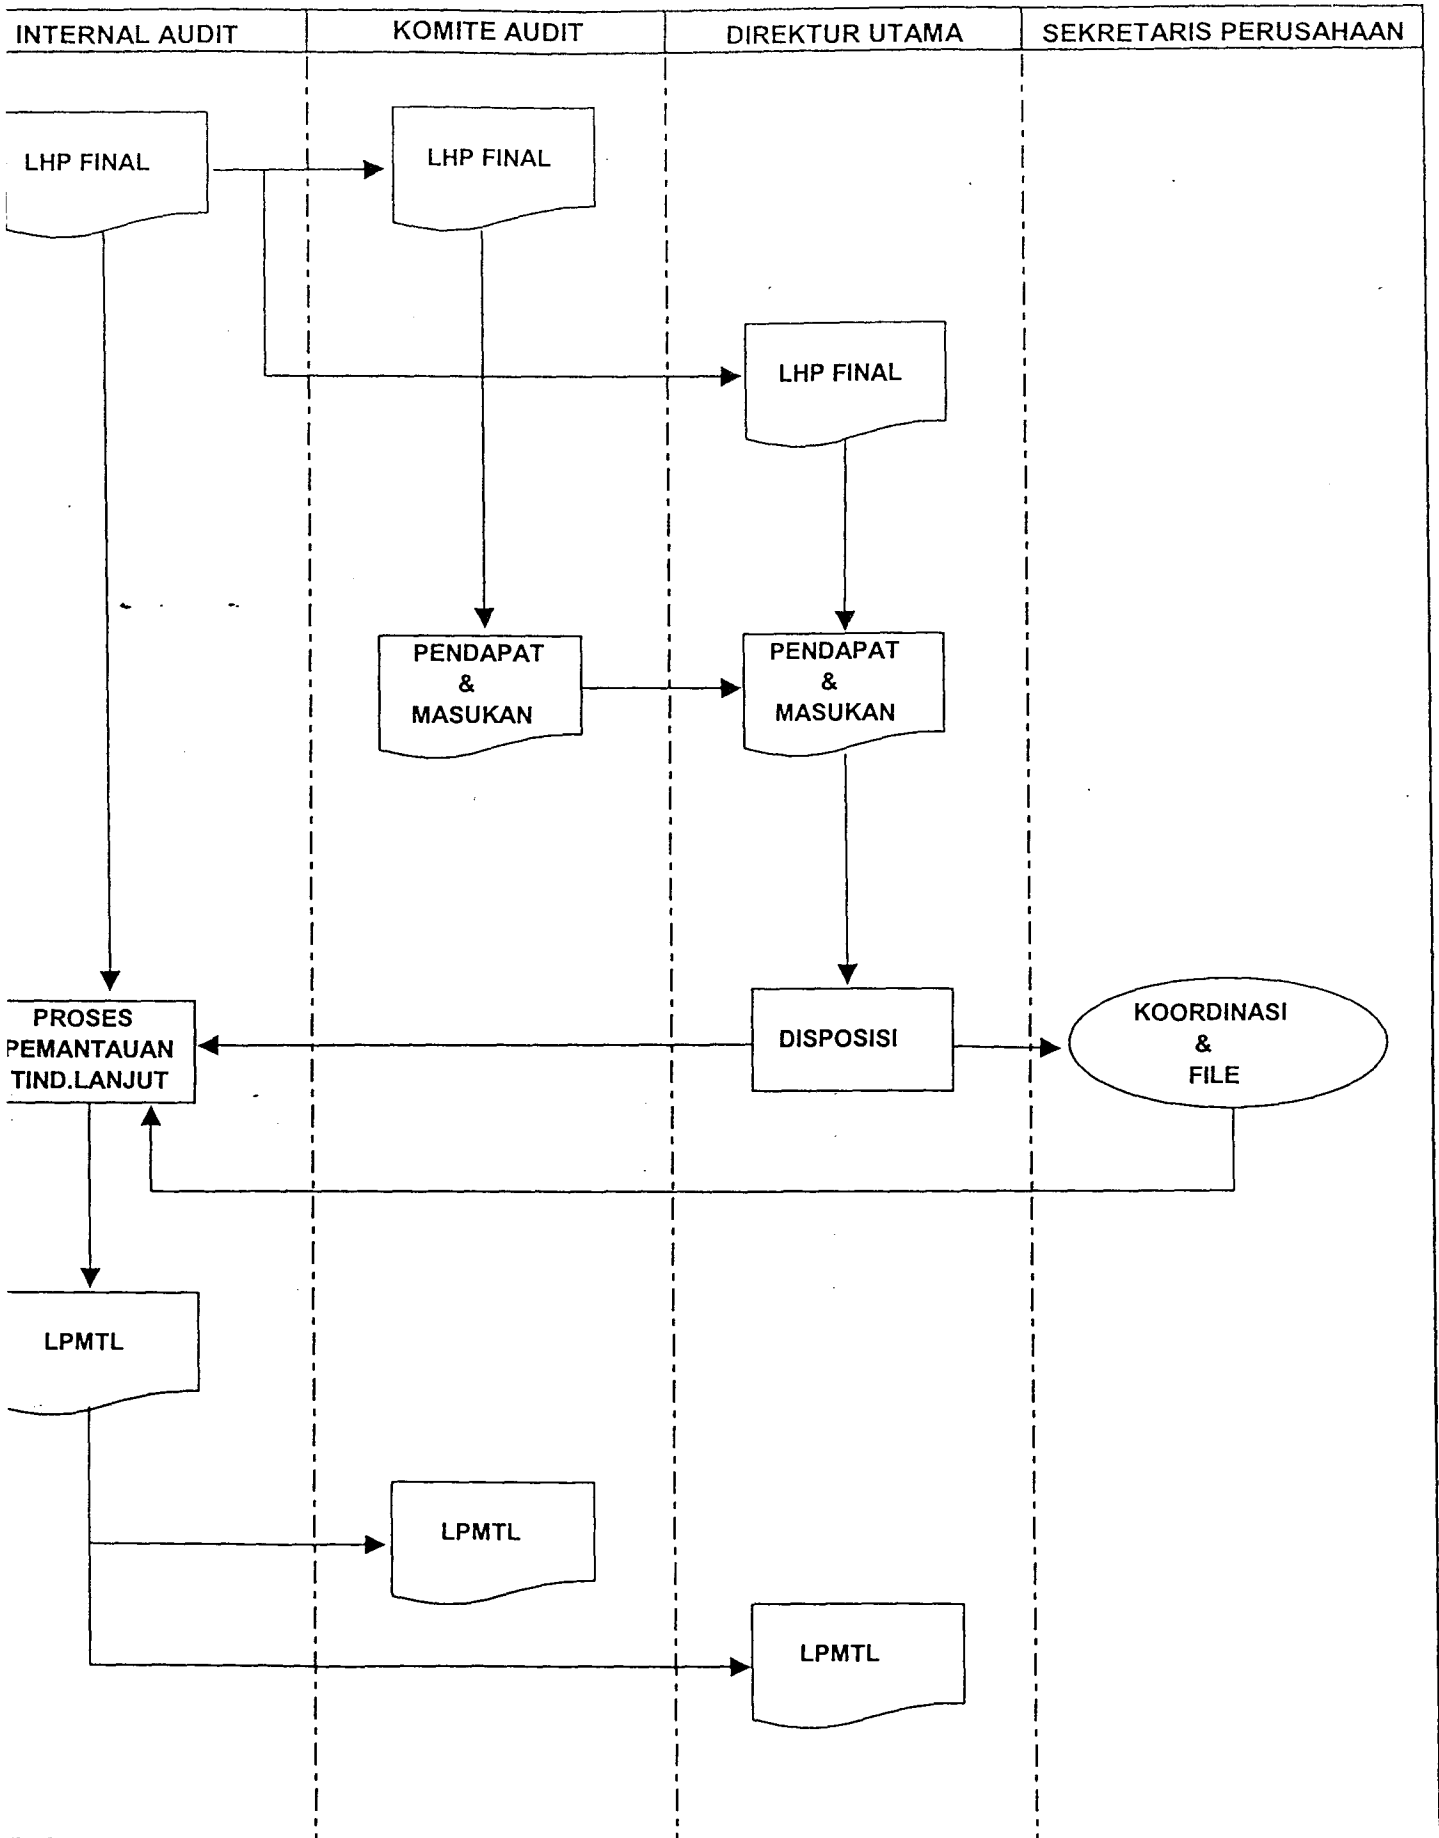 INTERNAL AUDIT
KOMITE AUDIT
DIREKTUR UTAMA
SEKRETARIS PERUSAHAAN
LHP FINAL
LHP FINAL
LHP FINAL
PENDAPAT
&
MASUKAN
PENDAPAT
&
MASUKAN
PROSES
PEMANTAUAN
TIND.LANJUT
DISPOSISI
KOORDINASI
&
FILE
LPMTL
LPMTL
LPMTL